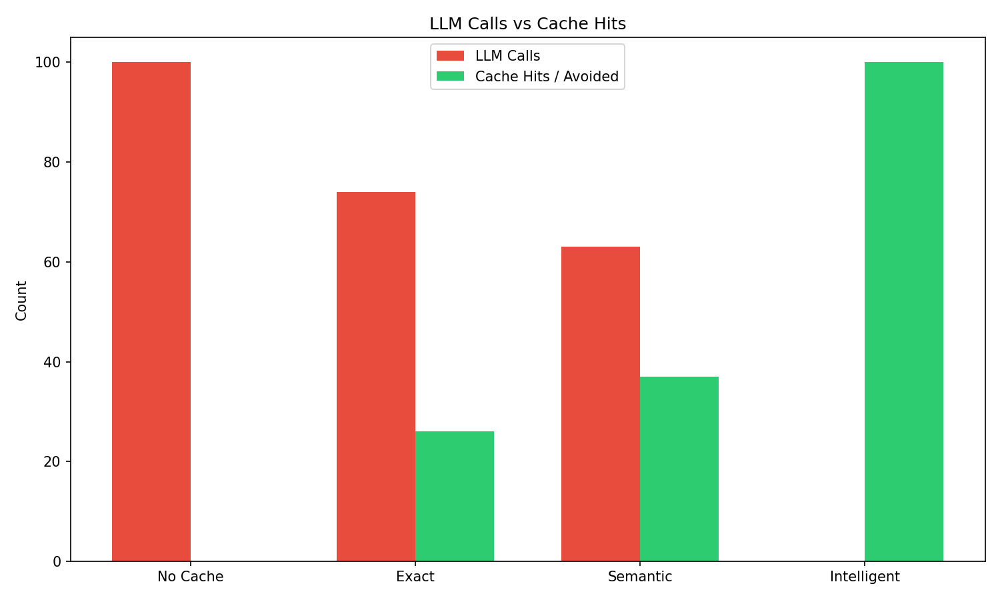 LLM Calls vs Cache Hits
LLM Calls
Cache Hits / Avoided
100
80
60
40
20
0
Count
No Cache
Exact
Semantic
Intelligent